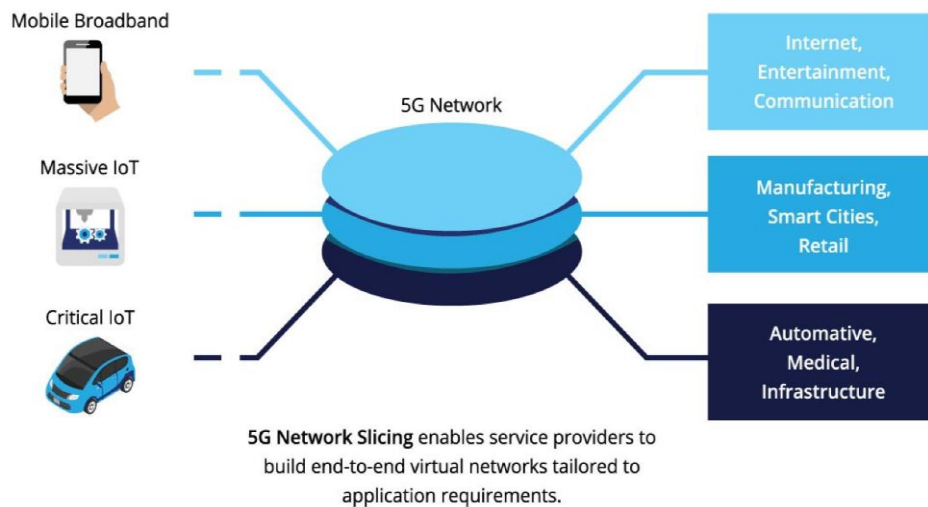 Mobile Broadband
5G Network
Internet,
Entertainment,
Communication
Massive IoT
Manufacturing,
Smart Cities,
Retail
Critical IoT
Automative,
Medical,
Infrastructure
5G Network Slicing enables service providers to
build end-to-end virtual networks tailored to
application requirements.